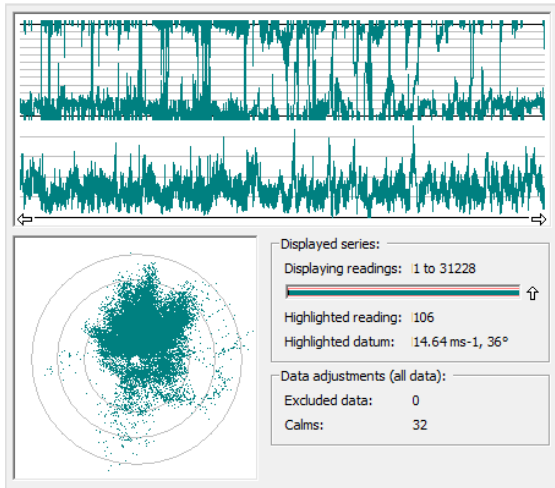 Displayed series:
Displaying readings: 1 to 31228
Highlighted reading: 106
Highlighted datum: 14.64 ms-1, 36°
Data adjustments (all data):
Excluded data: 0
Calms: 32